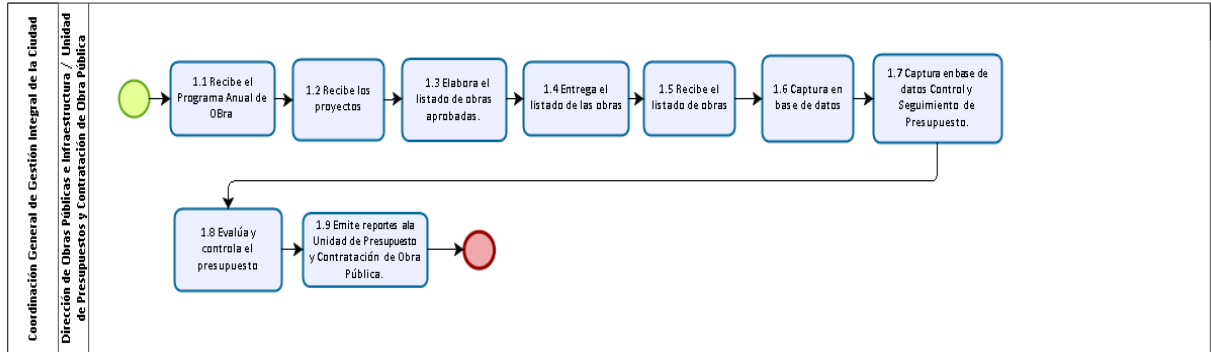 Coordinación General de Gestión Integral de la Ciudad
Dirección de Obras Públicas e Infraestructura / Unidad
de Presupuestos y Contratación de Obra Pública
1.1 Recibe el
Programa Anual de
OBra
1.2 Recibe los
proyectos
1.3 Elabora el
listado de obras
aprobadas.
1.4 Entrega el
listado de las obras
1.5 Recibe el
listado de obras
1.6 Captura en
base de datos
1.7 Captura en base de
datos Control y
Seguimiento de
Presupuesto.
1.8 Evalúa y
controla el
presupuesto
1.9 Emite reportes ala
Unidad de Presupuesto
y Contratación de Obra
Pública.